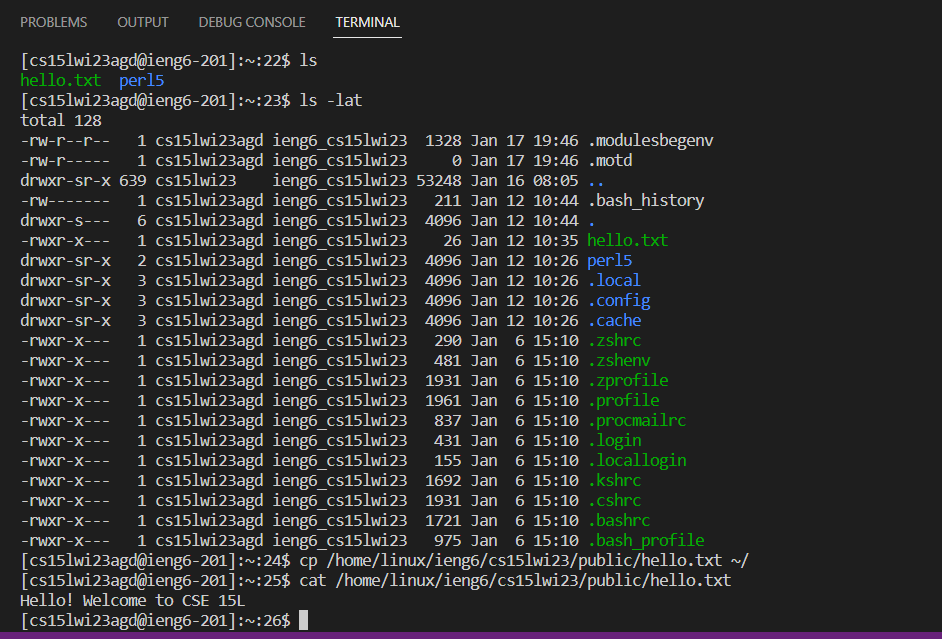 PROBLEMS OUTPUT DEBUG CONSOLE TERMINAL
[cs15lwi23agd@ieng6-201]:~:22$ ls
hello.txt  perl5
[cs15lwi23agd@ieng6-201]:~:23$ ls -lat
total 128
-rw-r--r--   1 cs15lwi23agd ieng6_cs15lwi23  1328 Jan 17 19:46 .modulesbegenv
-rw-r-----   1 cs15lwi23agd ieng6_cs15lwi23     0 Jan 17 19:46 .motd
drwxr-sr-x 639 cs15lwi23    ieng6_cs15lwi23 53248 Jan 16 08:05 ..
-rw-------   1 cs15lwi23agd ieng6_cs15lwi23   211 Jan 12 10:44 .bash_history
drwxr-s---   6 cs15lwi23agd ieng6_cs15lwi23  4096 Jan 12 10:44 .
-rwxr-x---   1 cs15lwi23agd ieng6_cs15lwi23    26 Jan 12 10:35 hello.txt
drwxr-sr-x   2 cs15lwi23agd ieng6_cs15lwi23  4096 Jan 12 10:26 perl5
drwxr-sr-x   3 cs15lwi23agd ieng6_cs15lwi23  4096 Jan 12 10:26 .local
drwxr-sr-x   3 cs15lwi23agd ieng6_cs15lwi23  4096 Jan 12 10:26 .config
drwxr-sr-x   3 cs15lwi23agd ieng6_cs15lwi23  4096 Jan 12 10:26 .cache
-rwxr-x---   1 cs15lwi23agd ieng6_cs15lwi23   290 Jan  6 15:10 .zshrc
-rwxr-x---   1 cs15lwi23agd ieng6_cs15lwi23   481 Jan  6 15:10 .zshenv
-rwxr-x---   1 cs15lwi23agd ieng6_cs15lwi23  1931 Jan  6 15:10 .zprofile
-rwxr-x---   1 cs15lwi23agd ieng6_cs15lwi23  1961 Jan  6 15:10 .profile
-rwxr-x---   1 cs15lwi23agd ieng6_cs15lwi23   837 Jan  6 15:10 .procmailrc
-rwxr-x---   1 cs15lwi23agd ieng6_cs15lwi23   431 Jan  6 15:10 .login
-rwxr-x---   1 cs15lwi23agd ieng6_cs15lwi23   155 Jan  6 15:10 .locallogin
-rwxr-x---   1 cs15lwi23agd ieng6_cs15lwi23  1692 Jan  6 15:10 .kshrc
-rwxr-x---   1 cs15lwi23agd ieng6_cs15lwi23  1931 Jan  6 15:10 .cshrc
-rwxr-x---   1 cs15lwi23agd ieng6_cs15lwi23  1721 Jan  6 15:10 .bashrc
-rwxr-x---   1 cs15lwi23agd ieng6_cs15lwi23   975 Jan  6 15:10 .bash_profile
[cs15lwi23agd@ieng6-201]:~:24$ cp /home/linux/ieng6/cs15lwi23/public/hello.txt ~/
[cs15lwi23agd@ieng6-201]:~:25$ cat /home/linux/ieng6/cs15lwi23/public/hello.txt
Hello! Welcome to CSE 15L
[cs15lwi23agd@ieng6-201]:~:26$